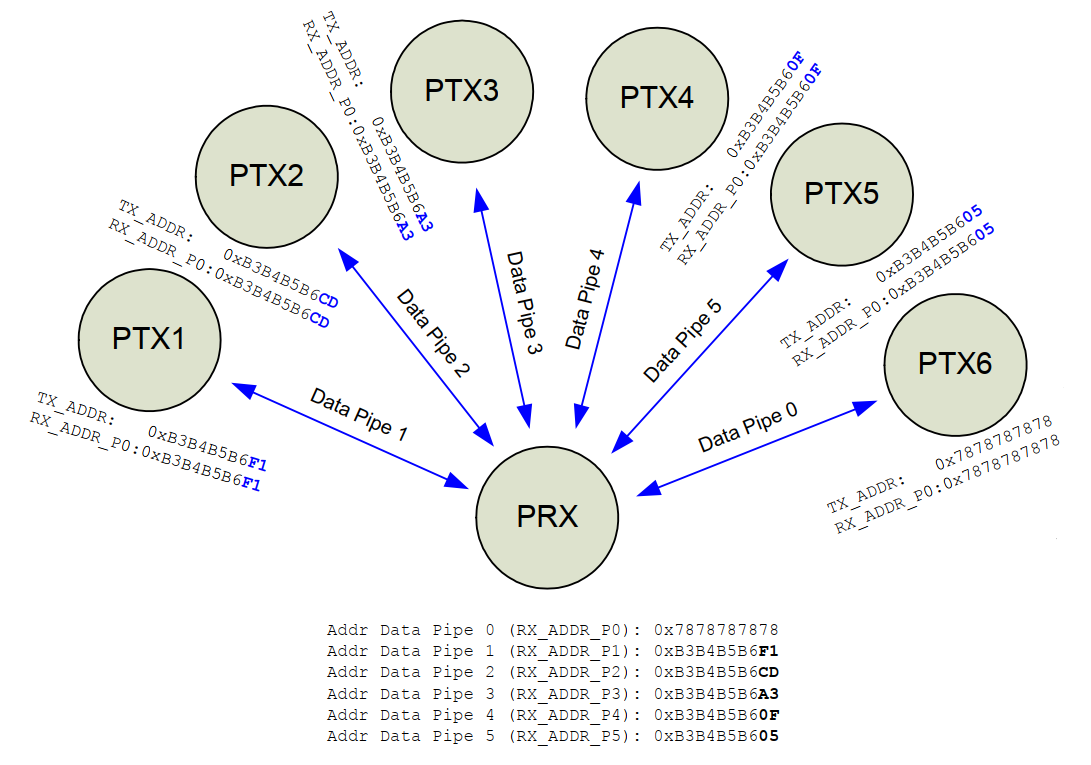 PTX3
TX_ADDR: 0xB3B4B5B6A3
RX_ADDR_P0:0xB3B4B5B6A3
PTX4
TX_ADDR: 0xB3B4B5B60F
RX_ADDR_P0:0xB3B4B5B60F
PTX2
TX_ADDR: 0xB3B4B5B6CD
RX_ADDR_P0:0xB3B4B5B6CD
PTX5
TX_ADDR: 0xB3B4B5B605
RX_ADDR_P0:0xB3B4B5B605
PTX1
TX_ADDR: 0xB3B4B5B6F1
RX_ADDR_P0:0xB3B4B5B6F1
PTX6
TX_ADDR: 0x7878787878
RX_ADDR_P0:0x7878787878
Data Pipe 1
Data Pipe 2
Data Pipe 3
Data Pipe 4
Data Pipe 5
Data Pipe 0
PRX
Addr Data Pipe 0 (RX_ADDR_P0): 0x7878787878
Addr Data Pipe 1 (RX_ADDR_P1): 0xB3B4B5B6F1
Addr Data Pipe 2 (RX_ADDR_P2): 0xB3B4B5B6CD
Addr Data Pipe 3 (RX_ADDR_P3): 0xB3B4B5B6A3
Addr Data Pipe 4 (RX_ADDR_P4): 0xB3B4B5B60F
Addr Data Pipe 5 (RX_ADDR_P5): 0xB3B4B5B605